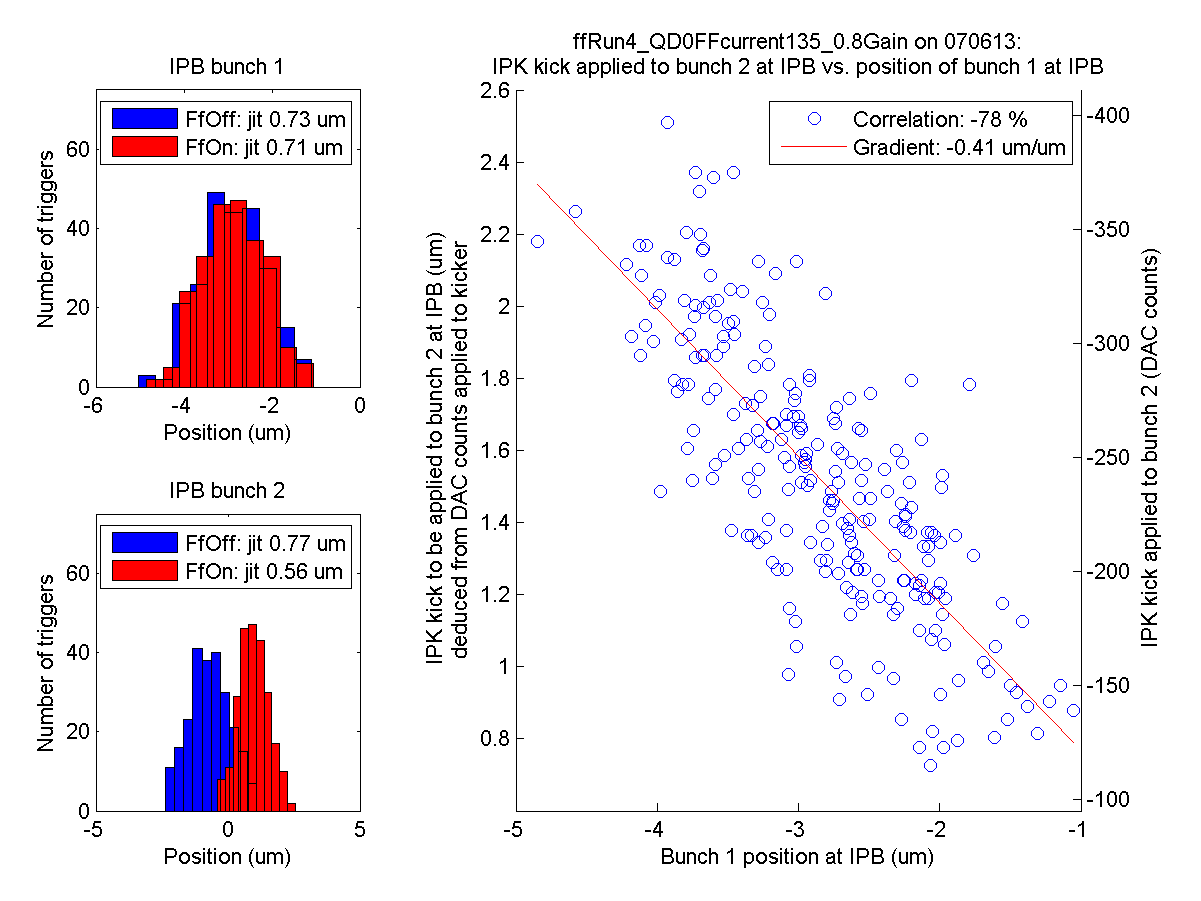 IPB bunch 1
FfOff: jit 0.73 um
FfOn: jit 0.71 um
Number of triggers
60
40
20
0
-6
-4
-2
0
Position (um)
IPB bunch 2
FfOff: jit 0.77 um
FfOn: jit 0.56 um
Number of triggers
60
40
20
0
-5
0
5
Position (um)
ffRun4_QD0FFcurrent135_0.8Gain on 070613:
IPK kick applied to bunch 2 at IPB vs. position of bunch 1 at IPB
Correlation: -78 %
Gradient: -0.41 um/um
IPK kick to be applied to bunch 2 at IPB (um)
deduced from DAC counts applied to kicker
2.6
2.4
2.2
2
1.8
1.6
1.4
1.2
1
0.8
-5
-4
-3
-2
-1
Bunch 1 position at IPB (um)
-400
-350
-300
-250
-200
-150
-100
IPK kick applied to bunch 2 (DAC counts)